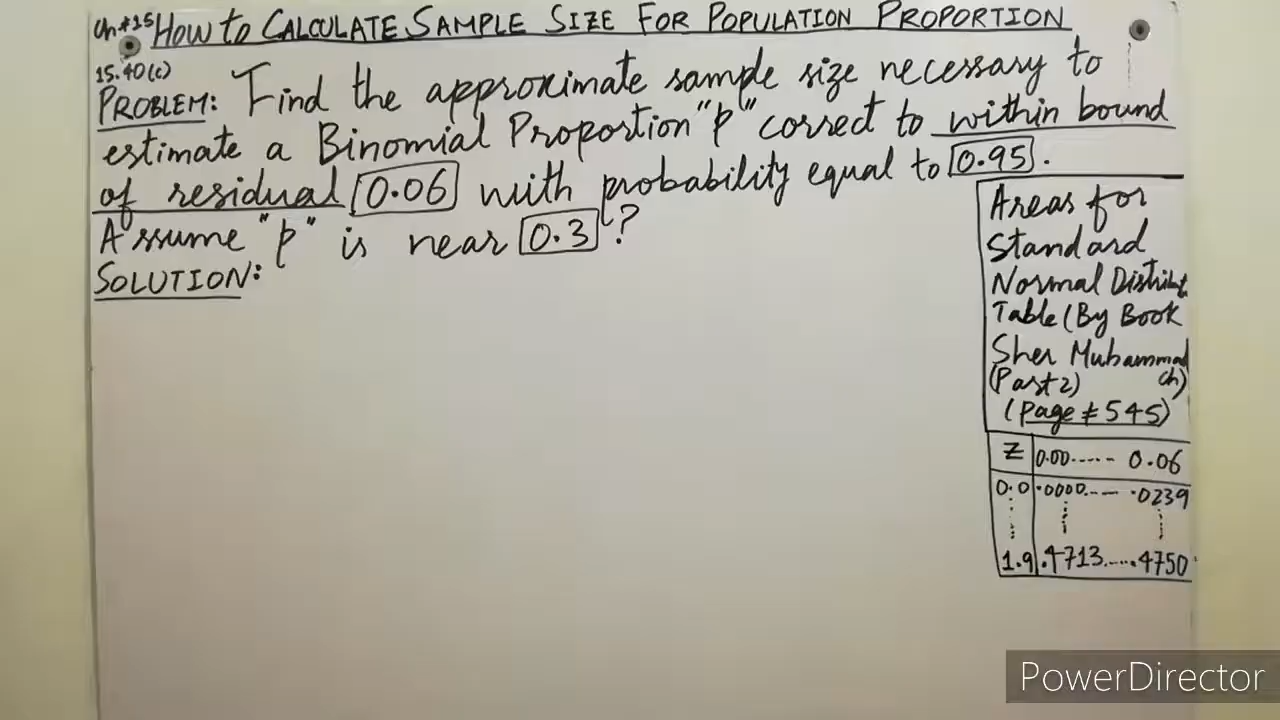 Ch#15 HOW to CALCULATE SAMPLE SIZE FOR POPULATION PROPORTION
15.40(c)
PROBLEM: Find the approximate sample size necessary to
estimate a Binomial Proportion "p" correct to within bound
of residual 0.06 with probability equal to 0.95.
Assume "p" is near 0.3?
SOLUTION:
Areas for
Standard
Normal Distribt
Table (By Book
Sher Muhammad
(Part 2) ch)
(page # 545)
Z 0.00...... 0.06
0.0 .0000...... .0239
1.9 .4713......4750
PowerDirector